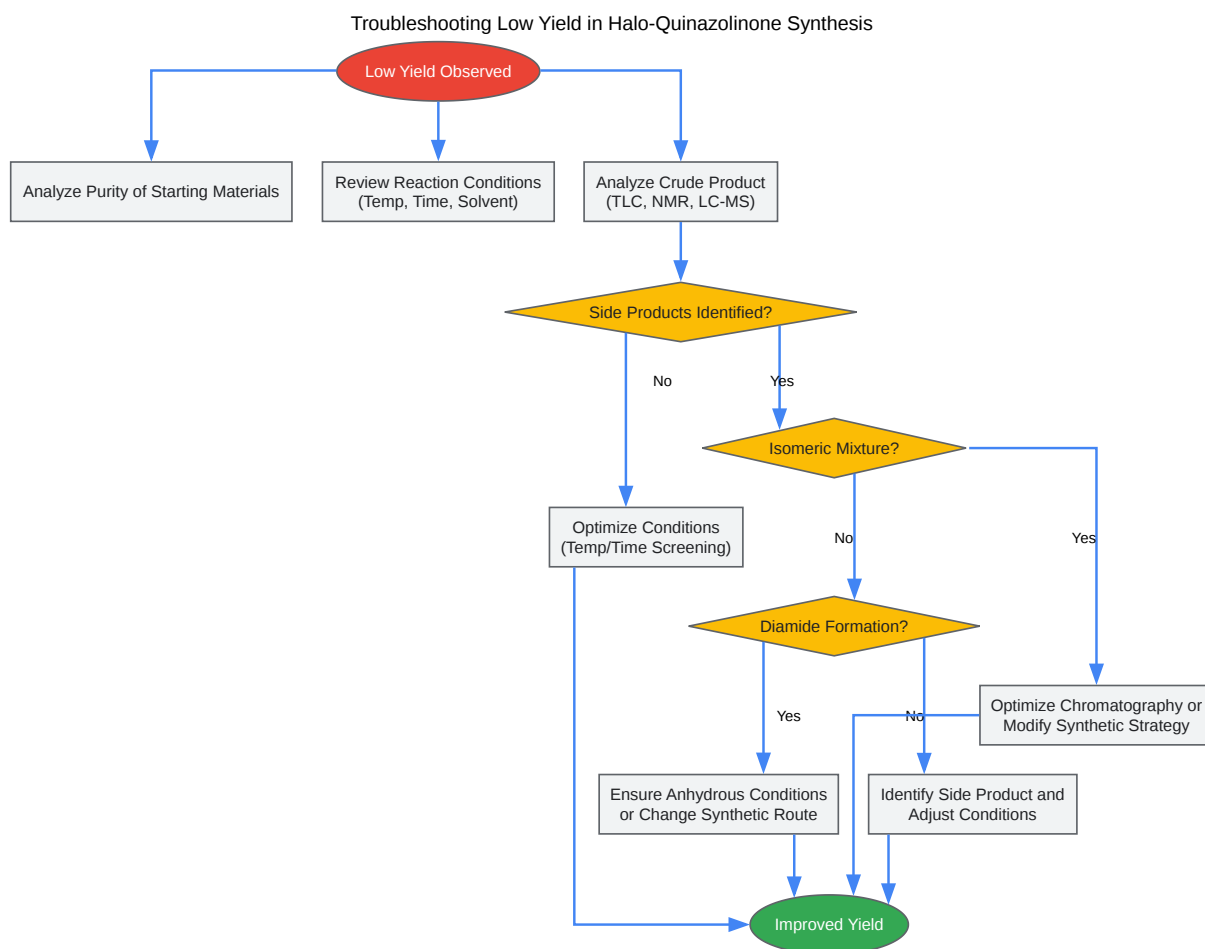 Troubleshooting Low Yield in Halo-Quinazolinone Synthesis
Low Yield Observed
Analyze Purity of Starting Materials
Review Reaction Conditions
(Temp, Time, Solvent)
Analyze Crude Product
(TLC, NMR, LC-MS)
Side Products Identified?
No
Yes
Isomeric Mixture?
Optimize Conditions
(Temp/Time Screening)
No
Yes
Diamide Formation?
Yes
No
Optimize Chromatography or
Modify Synthetic Strategy
Ensure Anhydrous Conditions
or Change Synthetic Route
Identify Side Product and
Adjust Conditions
Improved Yield